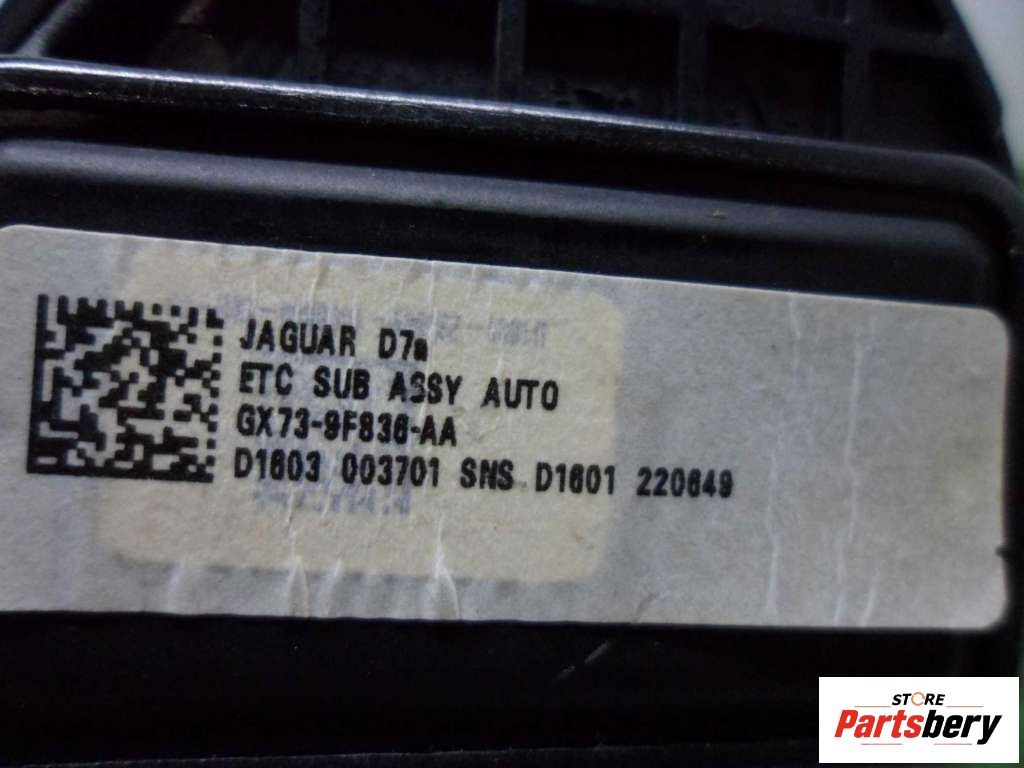 JAGUAR D7a
ETC SUB ASSY AUTO
GX73-9F836-AA
D1603 003701 SNS D1601 220649
STORE
Partsbery